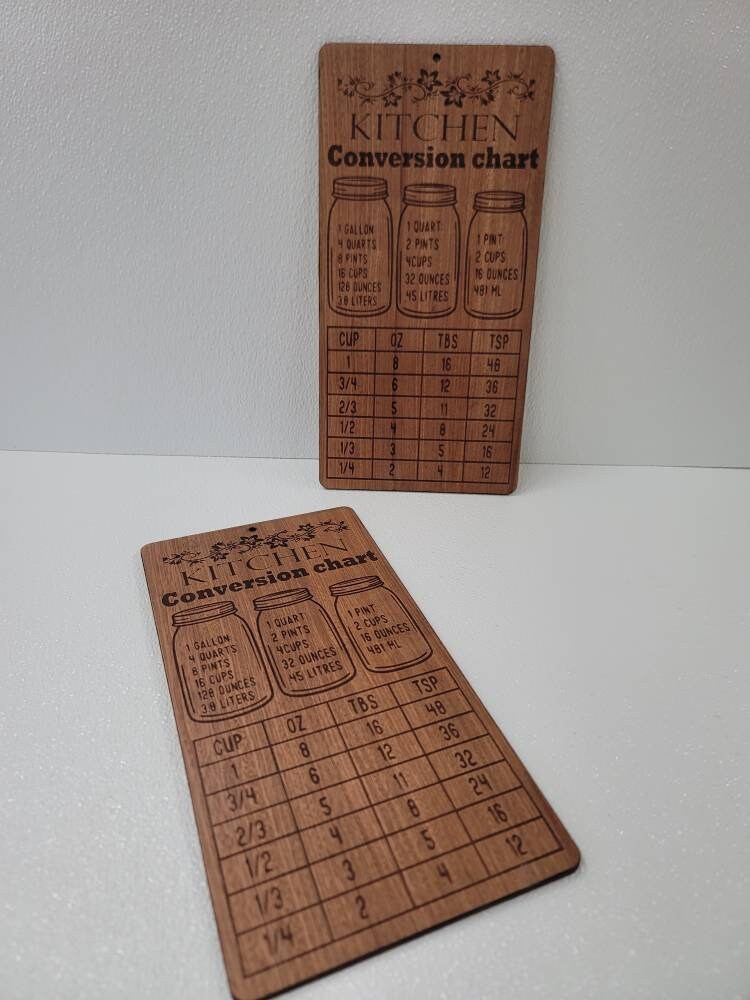 KITCHEN
Conversion chart
1 GALLON
4 QUARTS
8 PINTS
16 CUPS
128 OUNCES
38 LITERS
1 QUART
2 PINTS
4CUPS
32 OUNCES
45 LITRES
1 PINT
2 CUPS
16 OUNCES
481 ML
CUP OZ TBS TSP
1 8 16 48
3/4 6 12 36
2/3 5 11 32
1/2 4 8 24
1/3 3 5 16
1/4 2 4 12
KITCHEN
Conversion chart
1 GALLON
4 QUARTS
8 PINTS
16 CUPS
128 OUNCES
38 LITERS
1 QUART
2 PINTS
4CUPS
32 OUNCES
45 LITRES
1 PINT
2 CUPS
16 OUNCES
481 ML
CUP OZ TBS TSP
1 8 16 48
3/4 6 12 36
2/3 5 11 32
1/2 4 8 24
1/3 3 5 16
1/4 2 4 12